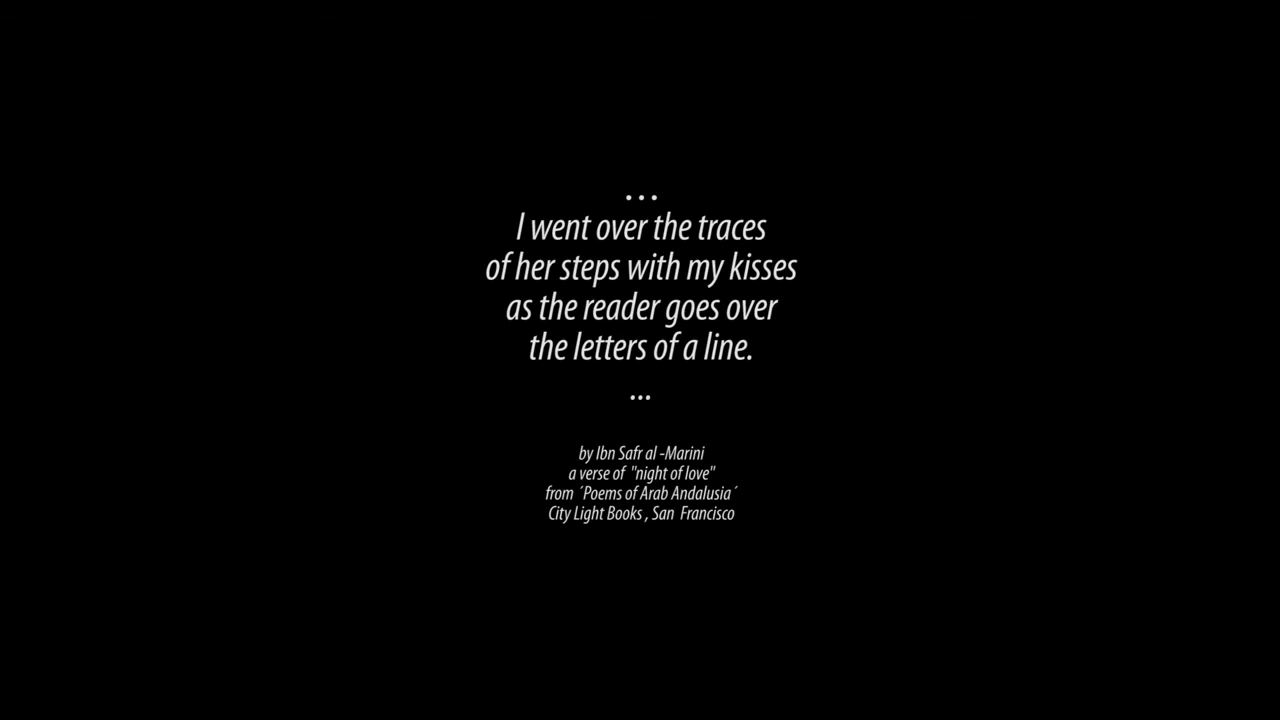 . . .
I went over the traces
of her steps with my kisses
as the reader goes over
the letters of a line.
...
by Ibn Safr al -Marini
a verse of "night of love"
from ´Poems of Arab Andalusia´
City Light Books , San Francisco